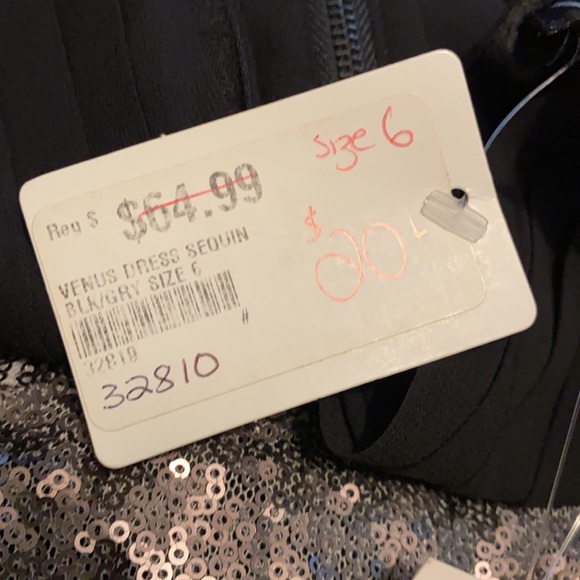 Size 6
Reg $ $64.99
$20
VENUS DRESS SEQUIN
BLK/GRY SIZE 6
32810
#
32810